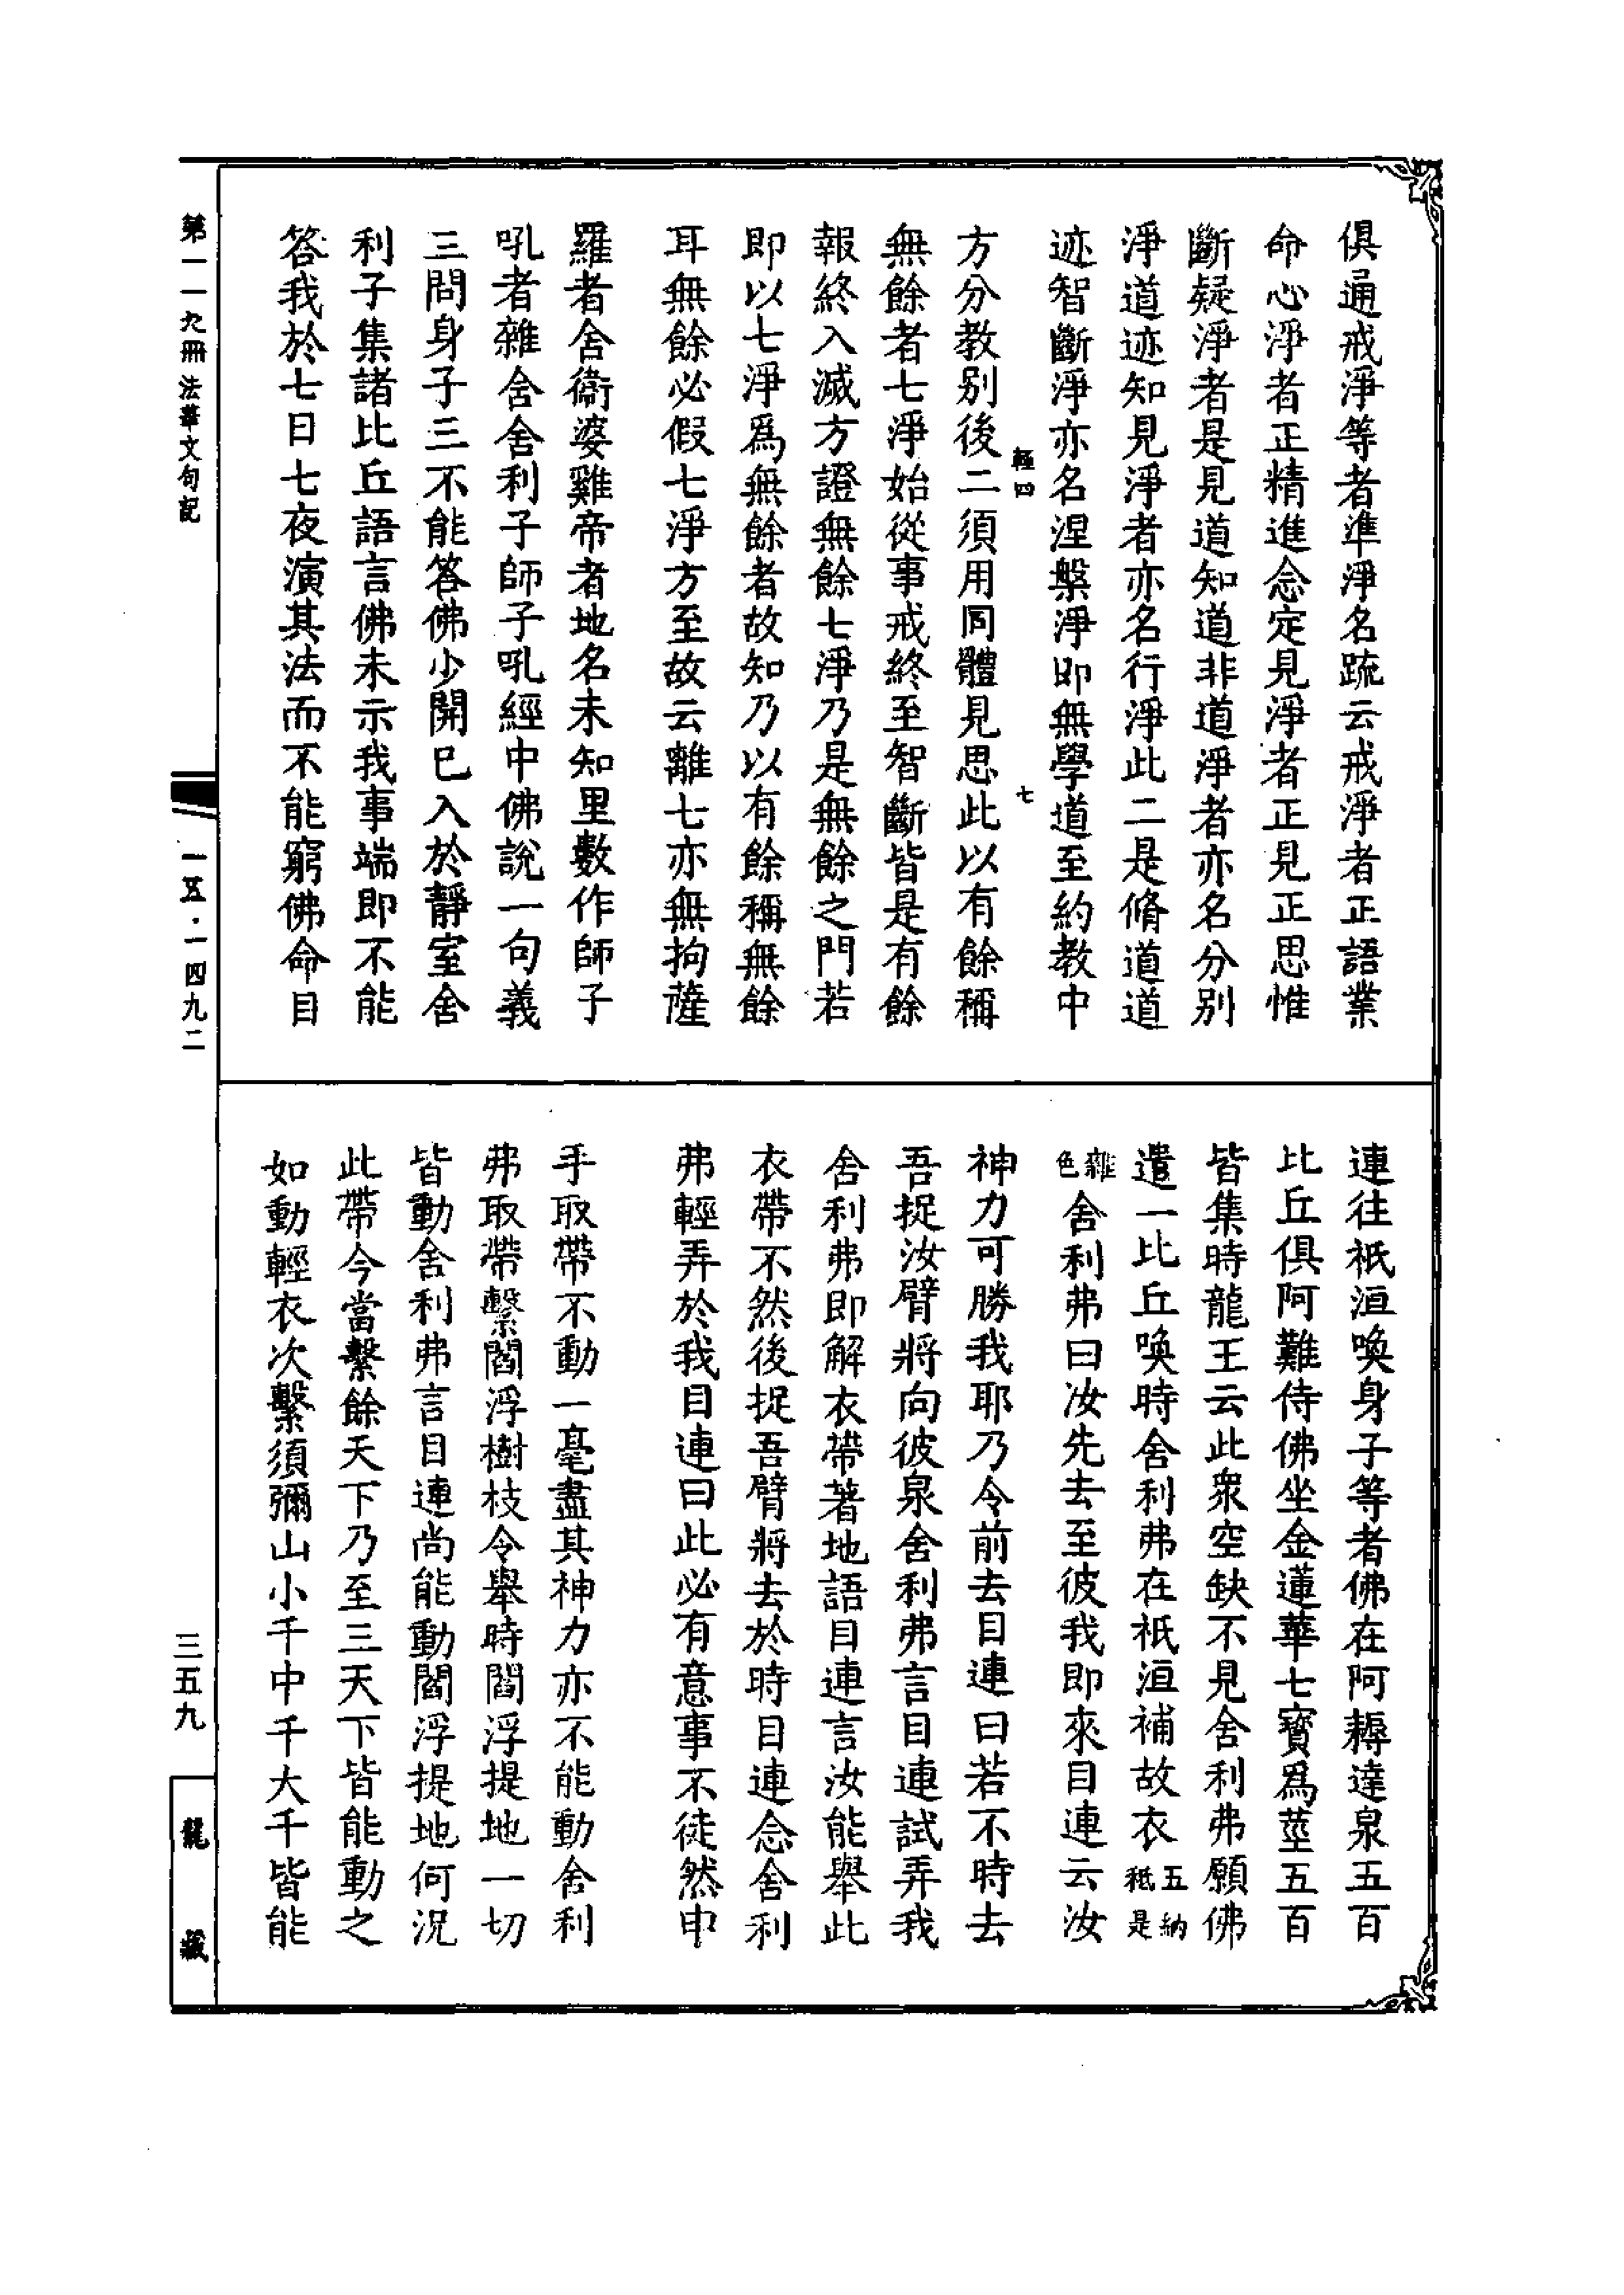 俱通戒淨等者準淨名䟽云戒淨者正語業
命心淨者正精進念定見淨者正見正思惟
斷疑淨者是見道知道非道淨者亦名分別
淨道迹知見淨者亦名行淨此二是脩道道
迹智斷淨亦名涅槃淨即無學道至約教中
方分教別後二須用同體見思此以有餘稱
無餘者七淨始從事戒終至智斷皆是有餘
報終入滅方證無餘七淨乃是無餘之門若
即以七淨爲無餘者故知乃以有餘稱無餘
耳無餘必假七淨方至故云離七亦無拘薩
羅者舍衞婆雞帝者地名未知里數作師子
吼者雜舍舍利子師子吼經中佛說一句義
三問身子三不能答佛少開巳入於靜室舍
利子集諸比丘語言佛未示我事端即不能
答我於七日七夜演其法而不能窮佛命目
四 七
連往祇洹喚身子等者佛在阿耨達泉五百
比丘俱阿難侍佛坐金蓮華七寶爲莖五百
皆集時龍王云此衆空缺不見舍利弗願佛
遣一比丘喚時舍利弗在祇洹補故衣五納祇是
雜色舍利弗曰汝先去至彼我即來目連云汝
神力可勝我耶乃令前去目連曰若不時去
吾捉汝臂將向彼泉舍利弗言目連試弄我
舍利弗即解衣帶著地語目連言汝能舉此
衣帶不然後捉吾臂將去於時目連念舍利
弗輕弄於我目連曰此必有意事不徒然申
手取帶不動一毫盡其神力亦不能動舍利
弗取帶繫閻浮樹枝令舉時閻浮提地一切
皆動舍利弗言目連尚能動閻浮提地何況
此帶今當繫餘天下乃至三天下皆能動之
如動輕衣次繫須彌山小千中千大千皆能
第一一九冊 法華文句記
一五·一四九二
三五九
龍藏